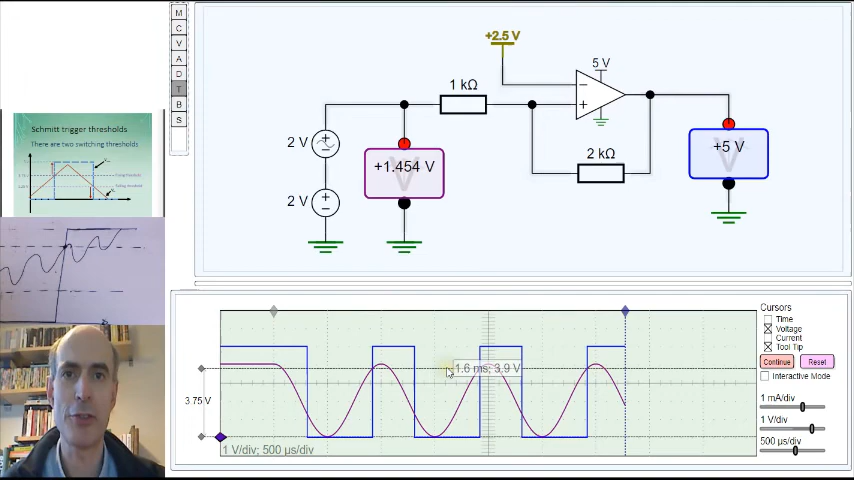 M
C
V
A
D
T
B
S
Schmitt trigger thresholds
There are two switching thresholds
+2.5 V
5 V
1 kΩ
2 kΩ
2 V
2 V
+1.454 V
+5 V
1.6 ms; 3.9 V
3.75 V
1 V/div; 500 µs/div
Cursors
Time
Voltage
Current
Tool Tip
Continue
Reset
Interactive Mode
1 mA/div
1 V/div
500 µs/div